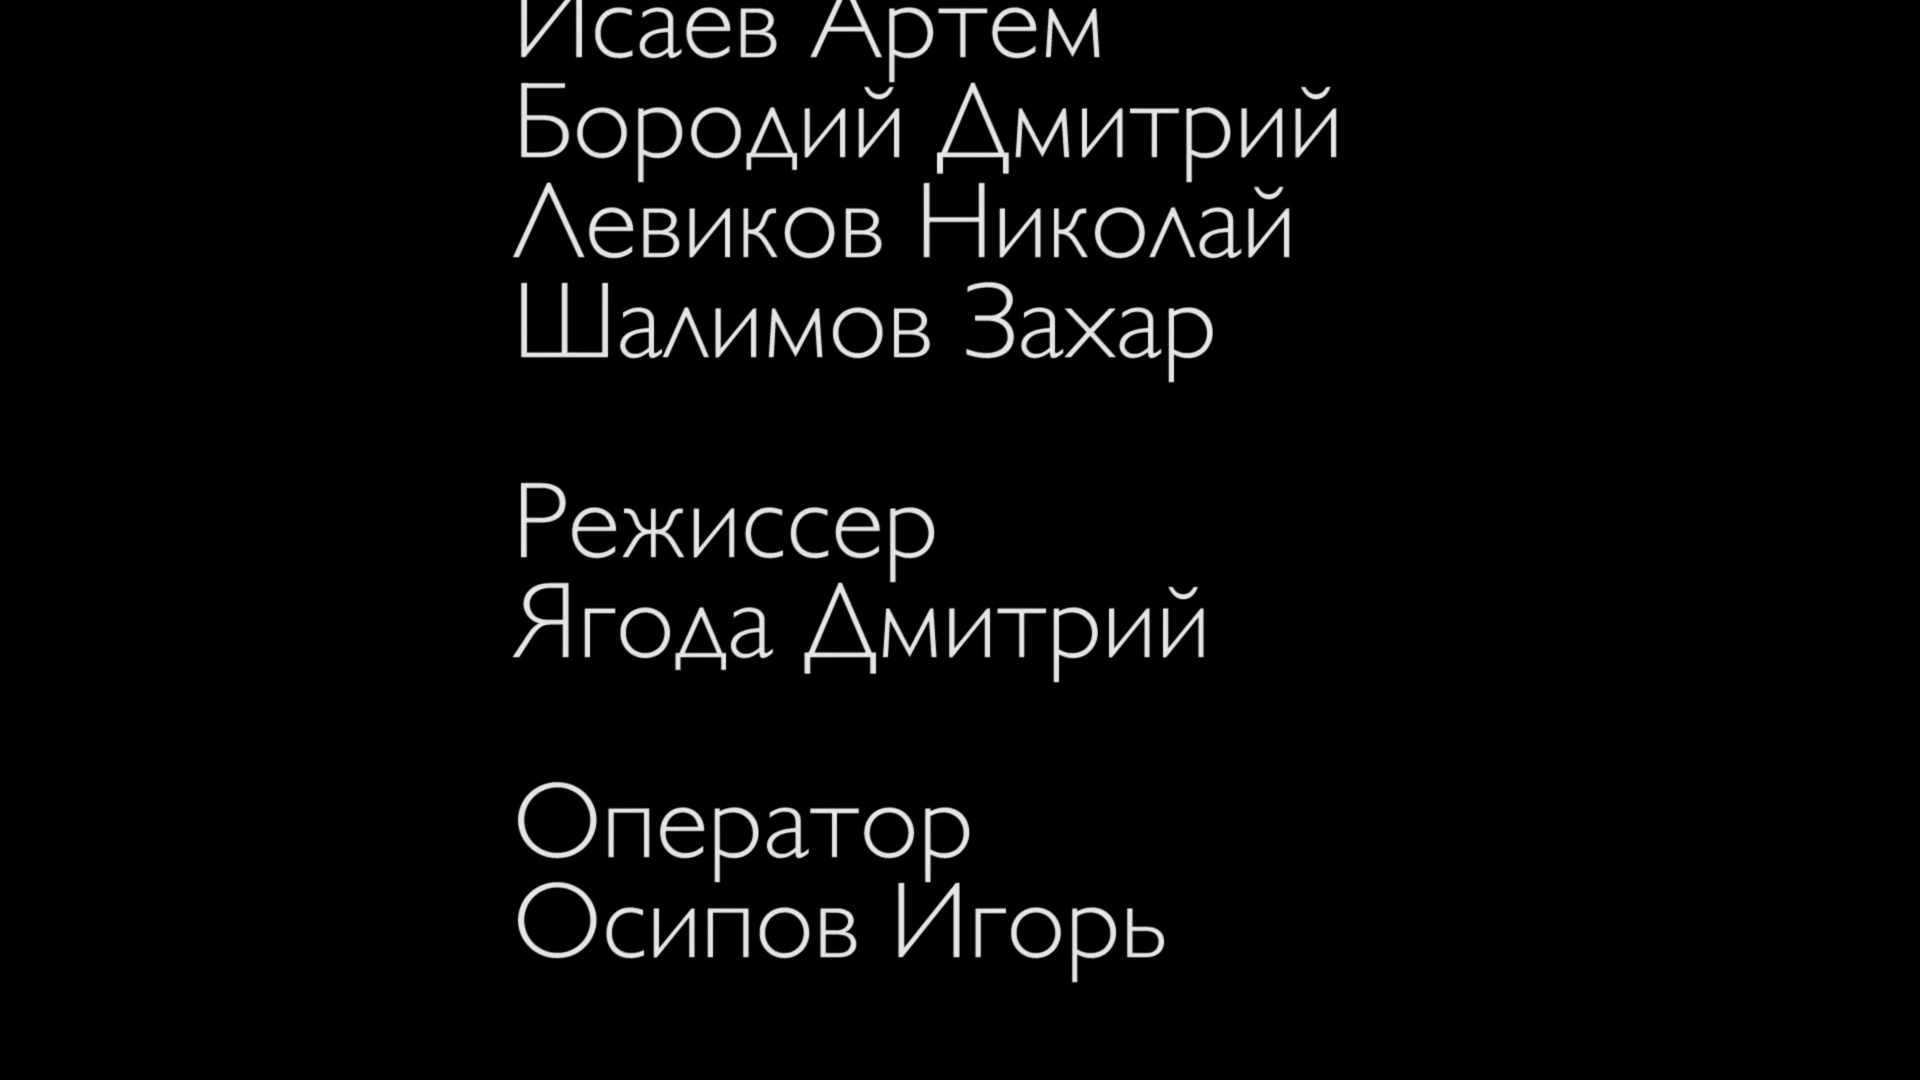 Исаев Артем
Бородий Дмитрий
Левиков Николай
Шалимов Захар
Режиссер
Ягода Дмитрий
Оператор
Осипов Игорь